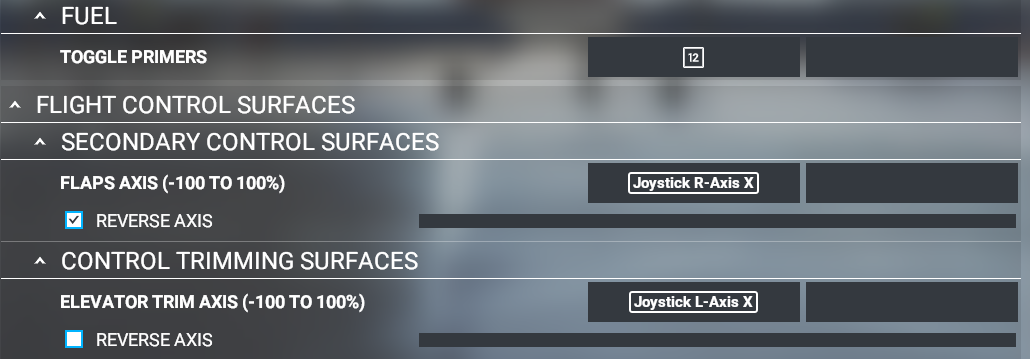 FUEL
TOGGLE PRIMERS 12
FLIGHT CONTROL SURFACES
SECONDARY CONTROL SURFACES
FLAPS AXIS (-100 TO 100%) Joystick R-Axis X
REVERSE AXIS
CONTROL TRIMMING SURFACES
ELEVATOR TRIM AXIS (-100 TO 100%) Joystick L-Axis X
REVERSE AXIS